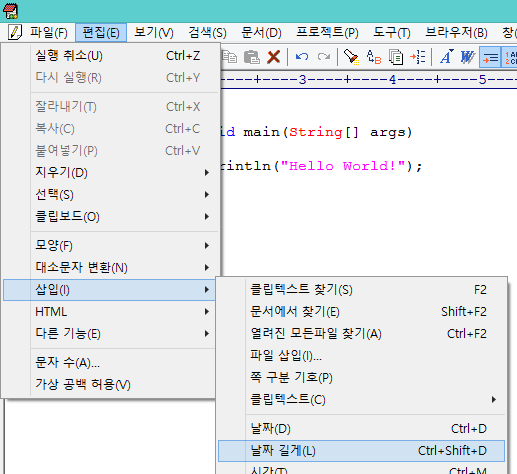 파일(F) 편집(E) 보기(V) 검색(S) 문서(D) 프로젝트(P) 도구(T) 브라우저(B)
실행 취소(U) Ctrl+Z
다시 실행(R) Ctrl+Y
----+----3----+----4----+----5
잘라내기(T) Ctrl+X
복사(C) Ctrl+C
id main(String[] args)
붙여넣기(P) Ctrl+V
지우기(D)
rintln("Hello World!");
선택(S)
클립보드(O)
모양(F)
대소문자 변환(N)
삽입(I)
HTML
다른 기능(E)
문자 수(A)...
가상 공백 허용(V)
클립텍스트 찾기(S) F2
문서에서 찾기(E) Shift+F2
열려진 모든파일 찾기(A) Ctrl+F2
파일 삽입(I)...
쪽 구분 기호(P)
클립텍스트(C)
날짜(D) Ctrl+D
날짜 길게(L) Ctrl+Shift+D
시간(T) Ctrl+M